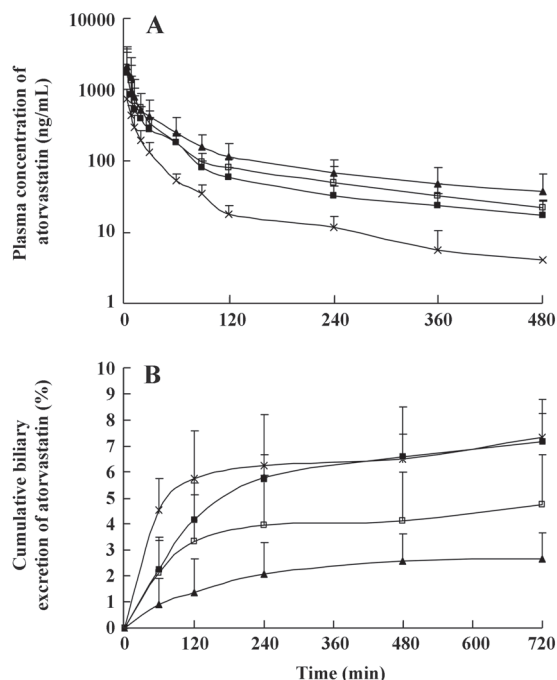 A
Plasma concentration of
atorvastatin (ng/mL)
10000
1000
100
10
1
0 120 240 360 480
B
Cumulative biliary
excretion of atorvastatin (%)
10
9
8
7
6
5
4
3
2
1
0
0 120 240 360 480 600 720
Time (min)